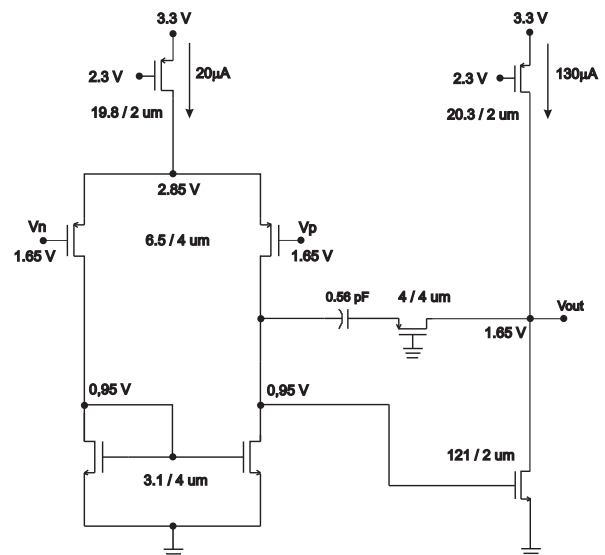 3.3 V
3.3 V
2.3 V
20µA
2.3 V
130µA
19.8 / 2 um
20.3 / 2 um
2.85 V
Vn
6.5 / 4 um
Vp
1.65 V
1.65 V
0.56 pF
4 / 4 um
Vout
1.65 V
0,95 V
0,95 V
3.1 / 4 um
121 / 2 um